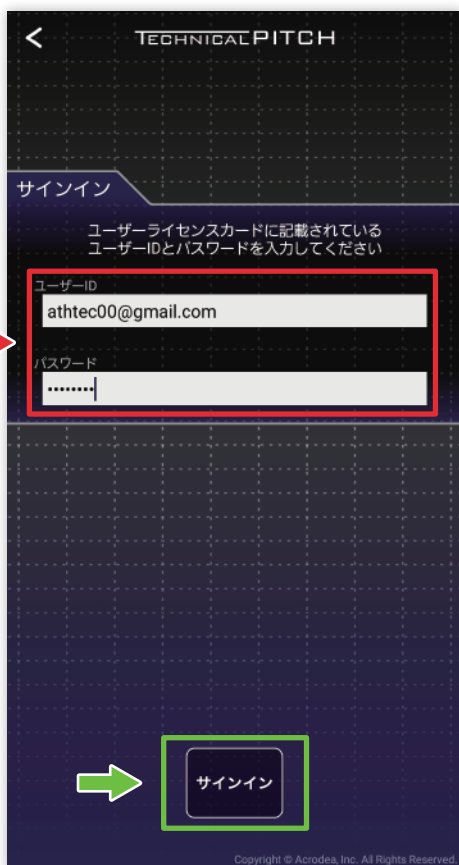 TECHNICALPITCH
サインイン
ユーザーライセンスカードに記載されている
ユーザーIDとパスワードを入力してください
ユーザーID
athtec00@gmail.com
パスワード
••••••••
サインイン
Copyright © Acrodea, Inc. All Rights Reserved.